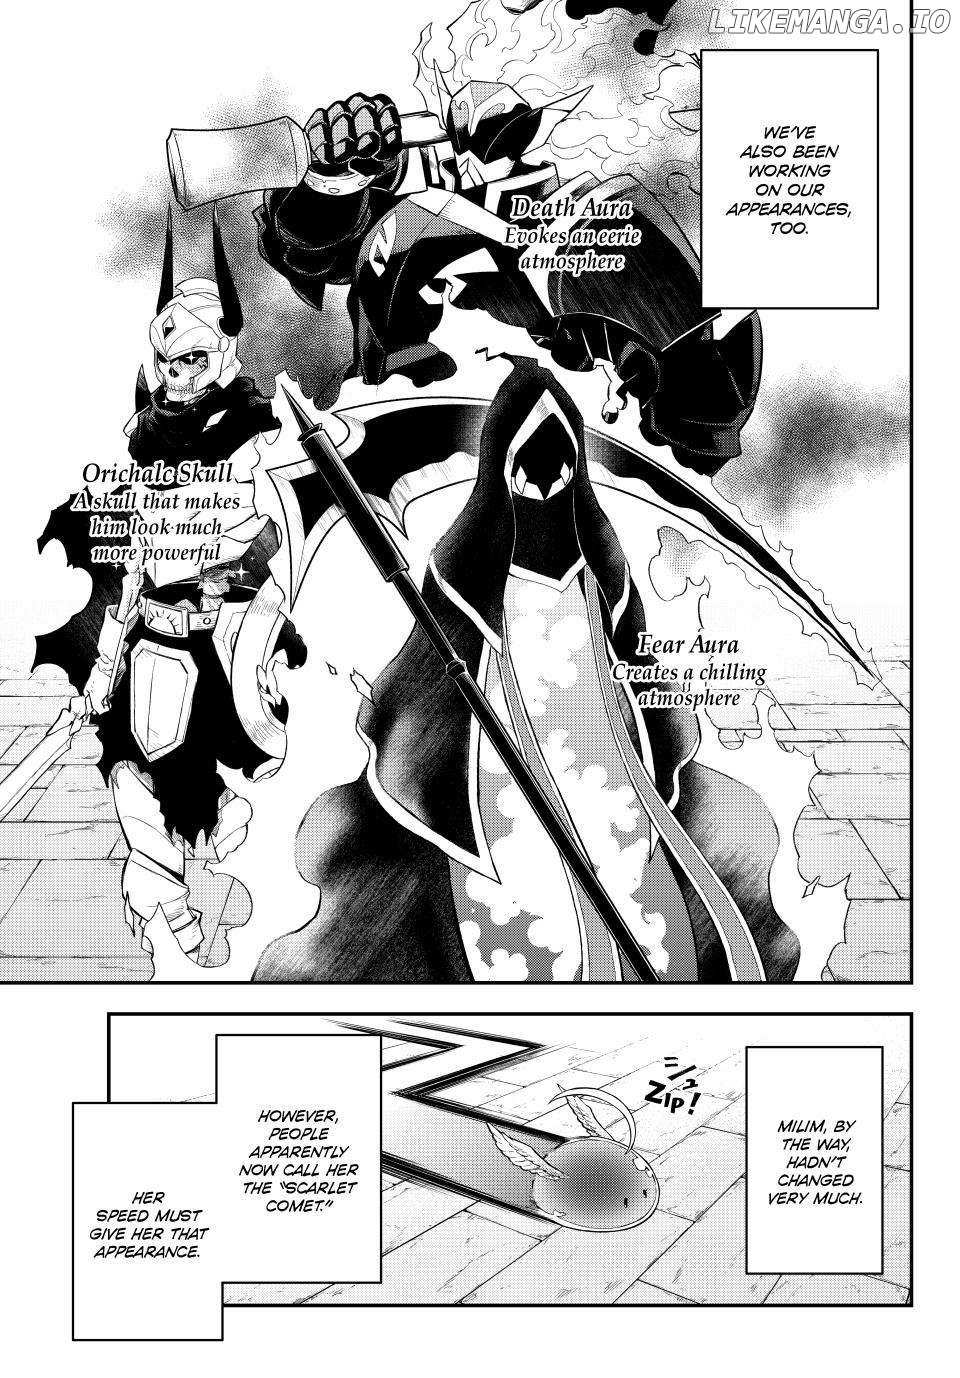 LIKEMANGA.IO
WE'VE
ALSO BEEN
WORKING
ON OUR
APPEARANCES,
TOO.
Death Aura
Evokes an eerie
atmosphere
Orichalc Skull
A skull that makes
him look much
more powerful
Fear Aura
Creates a chilling
atmosphere
MILIM, BY
THE WAY,
HADN'T
CHANGED
VERY MUCH.
シュ
ZIP!
HOWEVER,
PEOPLE
APPARENTLY
NOW CALL HER
THE "SCARLET
COMET."
HER
SPEED MUST
GIVE HER THAT
APPEARANCE.